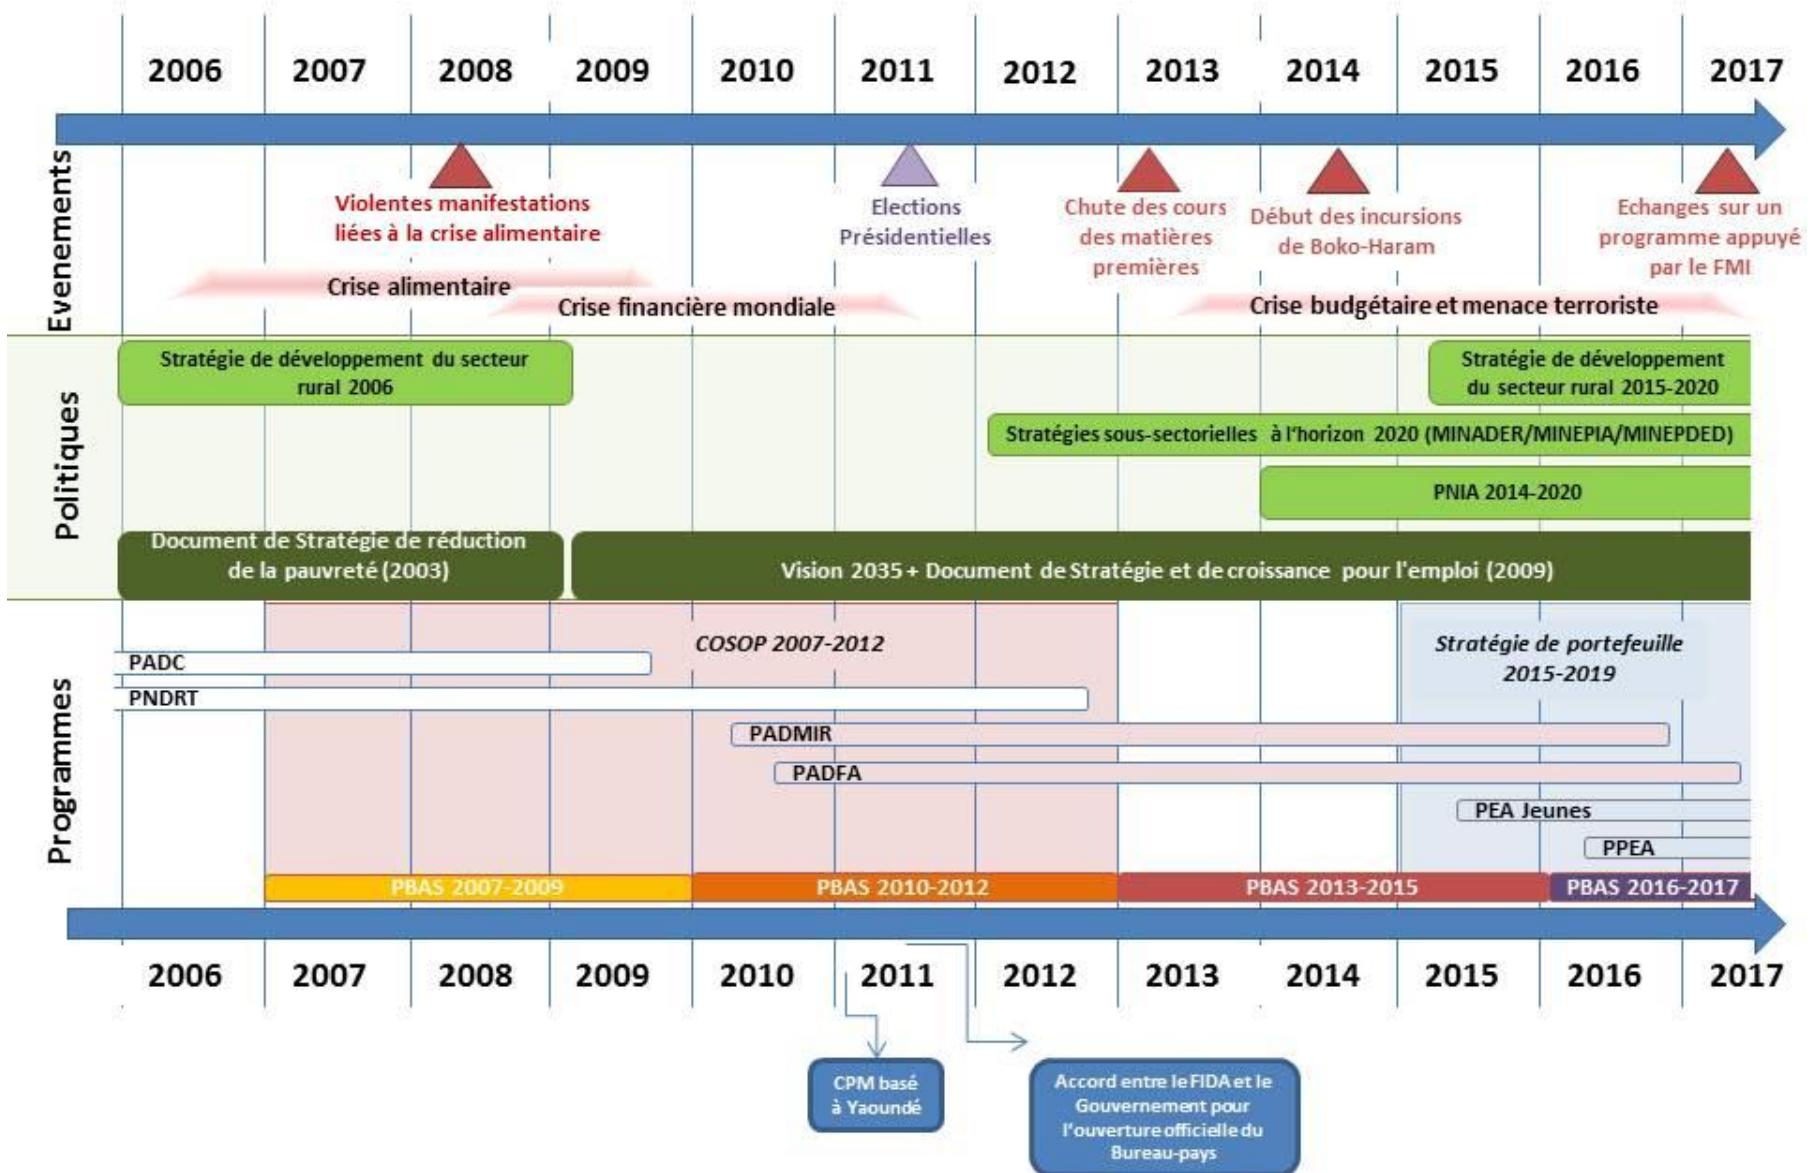 2006 2007 2008 2009 2010 2011 2012 2013 2014 2015 2016 2017
Evenements
Violentes manifestations
liées à la crise alimentaire
Elections
Présidentielles
Chute des cours
des matières
premières
Début des incursions
de Boko-Haram
Echanges sur un
programme appuyé
par le FMI
Crise alimentaire
Crise financière mondiale
Crise budgétaire et menace terroriste
Politiques
Stratégie de développement du secteur
rural 2006
Stratégie de développement
du secteur rural 2015-2020
Stratégies sous-sectorielles à l'horizon 2020 (MINADER/MINEPIA/MINEPDED)
PNIA 2014-2020
Document de Stratégie de réduction
de la pauvreté (2003)
Vision 2035 + Document de Stratégie et de croissance pour l'emploi (2009)
Programmes
COSOP 2007-2012
Stratégie de portefeuille
2015-2019
PADC
PNDRT
PADMIR
PADFA
PEA Jeunes
PPEA
PBAS 2007-2009 PBAS 2010-2012 PBAS 2013-2015 PBAS 2016-2017
2006 2007 2008 2009 2010 2011 2012 2013 2014 2015 2016 2017
CPM basé
à Yaoundé
Accord entre le FIDA et le
Gouvernement pour
l'ouverture officielle du
Bureau-pays